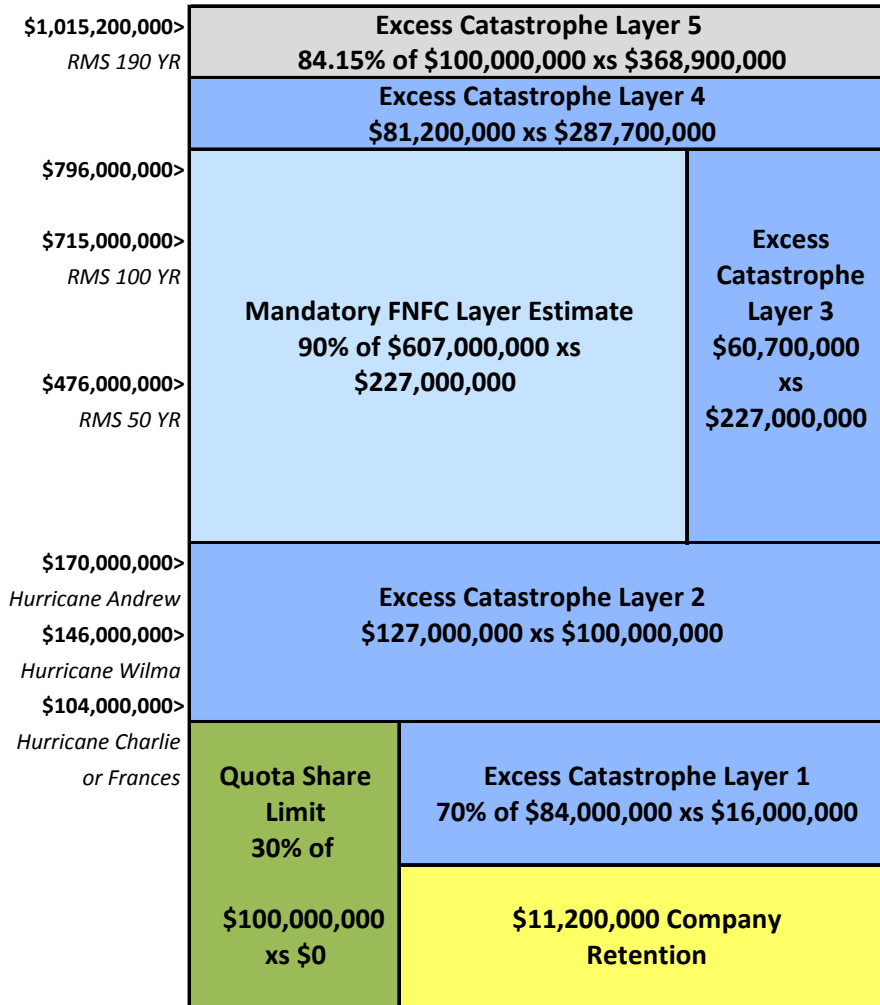 $1,015,200,000>
RMS 190 YR
Excess Catastrophe Layer 5
84.15% of $100,000,000 xs $368,900,000
Excess Catastrophe Layer 4
$81,200,000 xs $287,700,000
$796,000,000>
$715,000,000>
RMS 100 YR
$476,000,000>
RMS 50 YR
Mandatory FNFC Layer Estimate
90% of $607,000,000 xs
$227,000,000
Excess
Catastrophe
Layer 3
$60,700,000
xs
$227,000,000
$170,000,000>
Hurricane Andrew
$146,000,000>
Hurricane Wilma
$104,000,000>
Hurricane Charlie
or Frances
Excess Catastrophe Layer 2
$127,000,000 xs $100,000,000
Quota Share
Limit
30% of
$100,000,000
xs $0
Excess Catastrophe Layer 1
70% of $84,000,000 xs $16,000,000
$11,200,000 Company
Retention